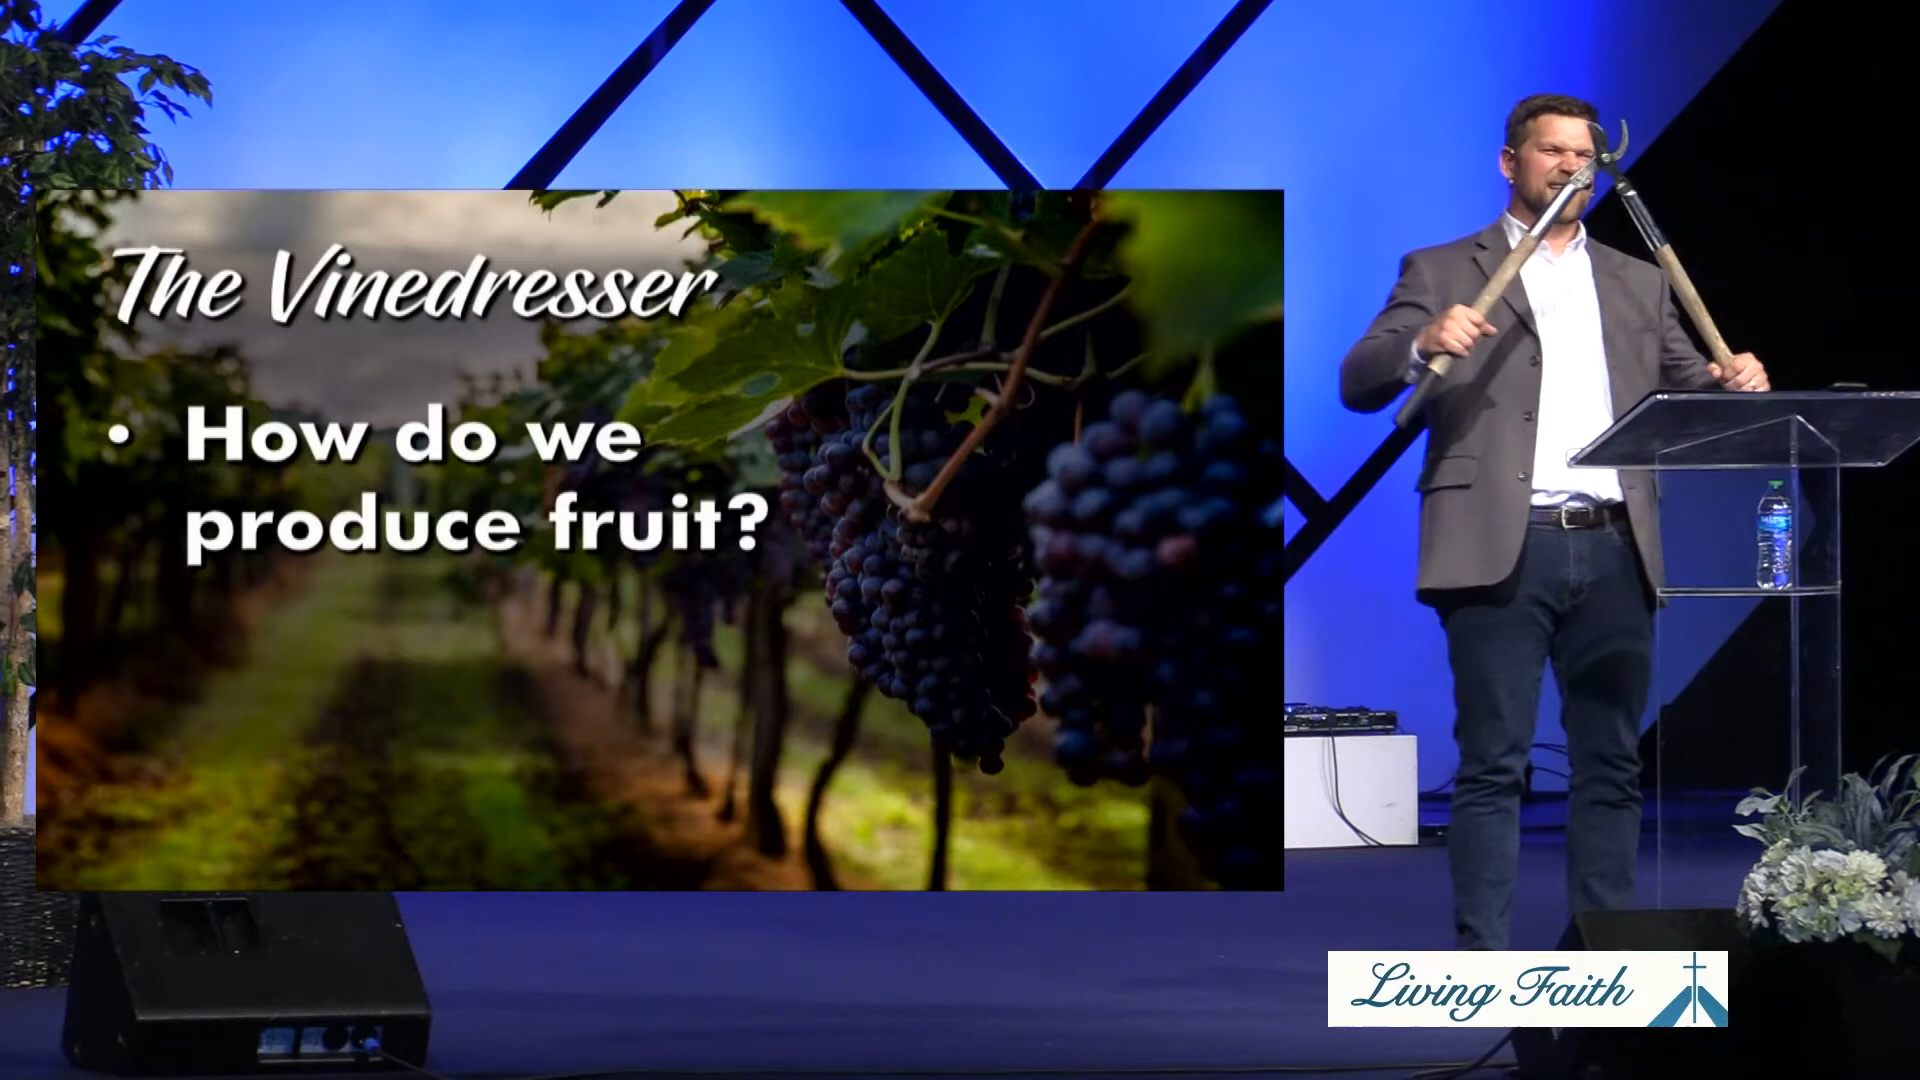 The Vinedresser
• How do we
produce fruit?
Living Faith